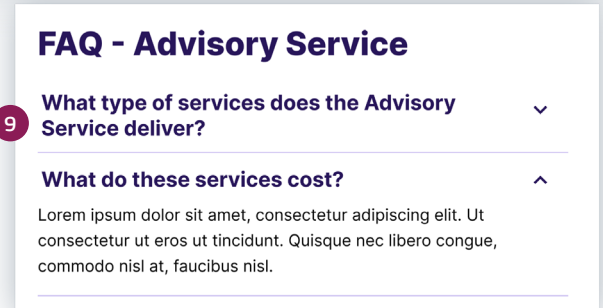 FAQ - Advisory Service
What type of services does the Advisory
9
Service deliver?
What do these services cost?
Lorem ipsum dolor sit amet, consectetur adipiscing elit. Ut
consectetur ut eros ut tincidunt. Quisque nec libero congue,
commodo nisl at, faucibus nisl.